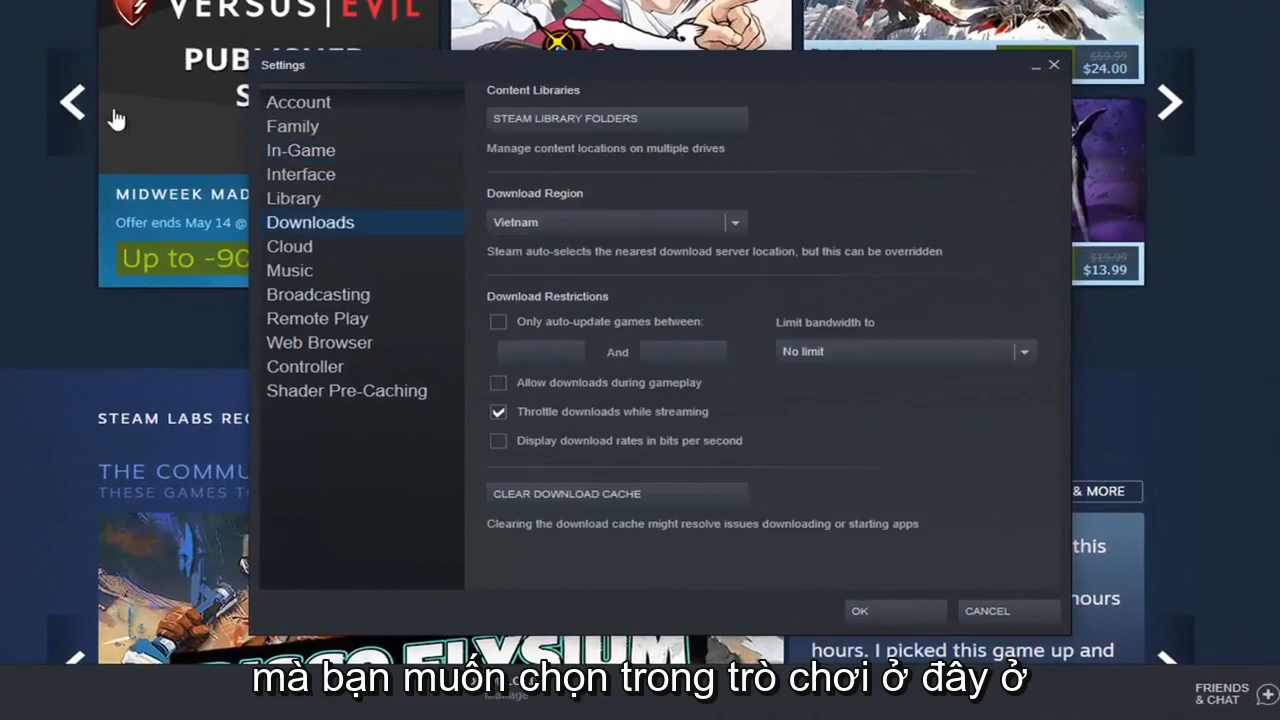 VERSUS EVIL
$59.99
$24.00
Settings
Account
Family
In-Game
Interface
Library
Downloads
Cloud
Music
Broadcasting
Remote Play
Web Browser
Controller
Shader Pre-Caching
Content Libraries
STEAM LIBRARY FOLDERS
Manage content locations on multiple drives
Download Region
Vietnam
Steam auto-selects the nearest download server location, but this can be overridden
Download Restrictions
Only auto-update games between:
And
Limit bandwidth to
No limit
Allow downloads during gameplay
Throttle downloads while streaming
Display download rates in bits per second
CLEAR DOWNLOAD CACHE
Clearing the download cache might resolve issues downloading or starting apps
OK
CANCEL
MIDWEEK MAD
Offer ends May 14 @
Up to -90
$19.99
$13.99
STEAM LABS REC
THE COMMU
THESE GAMES TO
& MORE
this
hours
hours. I picked this game up and
DISCO ELYSIUM
mà bạn muốn chọn trong trò chơi ở đây ở
FRIENDS
& CHAT